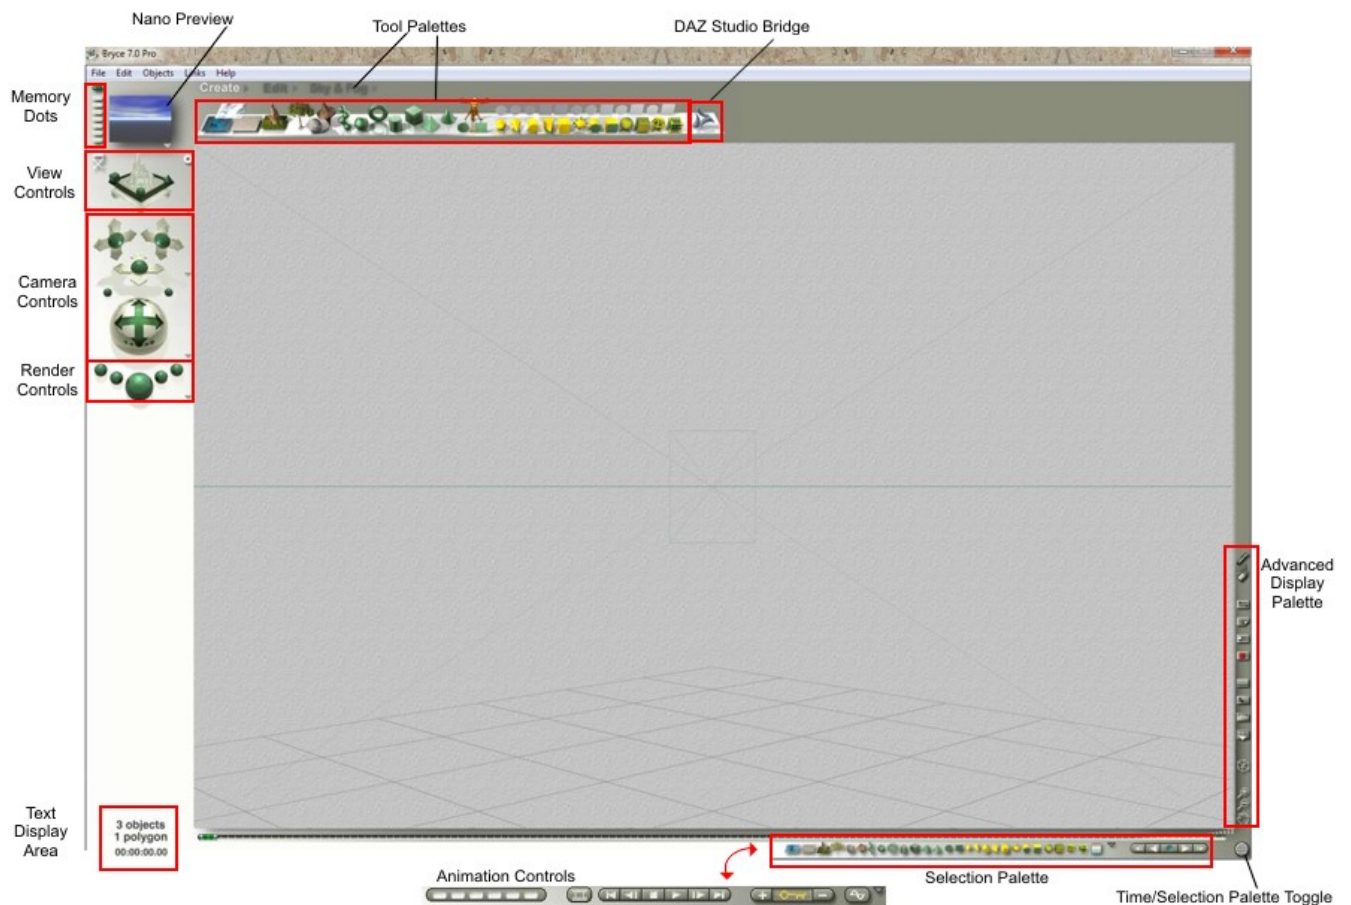 Nano Preview
Tool Palettes
DAZ Studio Bridge
Bryce 7.0 Pro
File Edit Objects Links Help
Create Edit Sky & Fog
Memory
Dots
View
Controls
Camera
Controls
Render
Controls
Advanced
Display
Palette
Text
Display
Area
3 objects
1 polygon
00:00:00.00
Animation Controls
Selection Palette
Time/Selection Palette Toggle